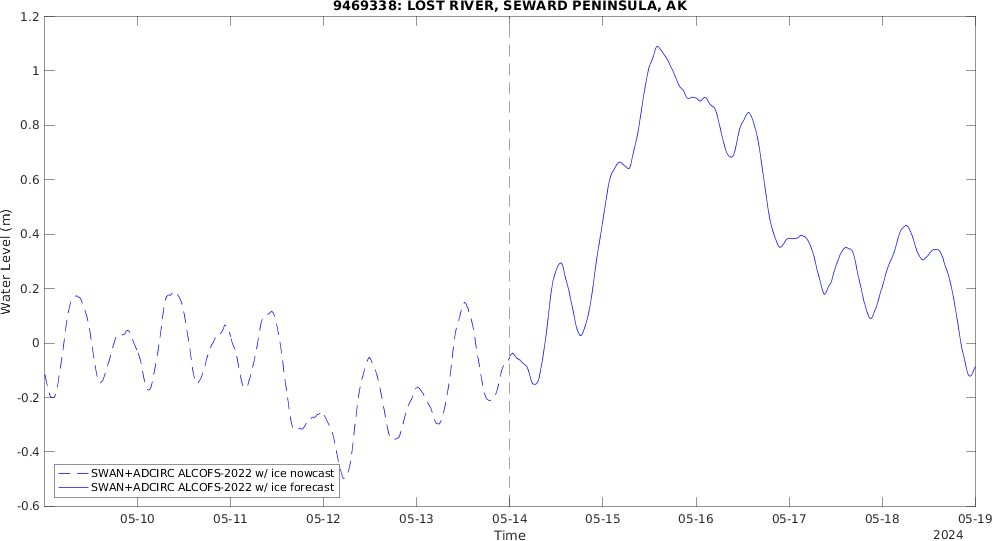 9469338: LOST RIVER, SEWARD PENINSULA, AK
1.2
1
0.8
0.6
0.4
0.2
0
-0.2
-0.4
-0.6
Water Level (m)
SWAN+ADCIRC ALCOFS-2022 w/ ice nowcast
SWAN+ADCIRC ALCOFS-2022 w/ ice forecast
05-10 05-11 05-12 05-13 05-14 05-15 05-16 05-17 05-18 05-19
Time
2024